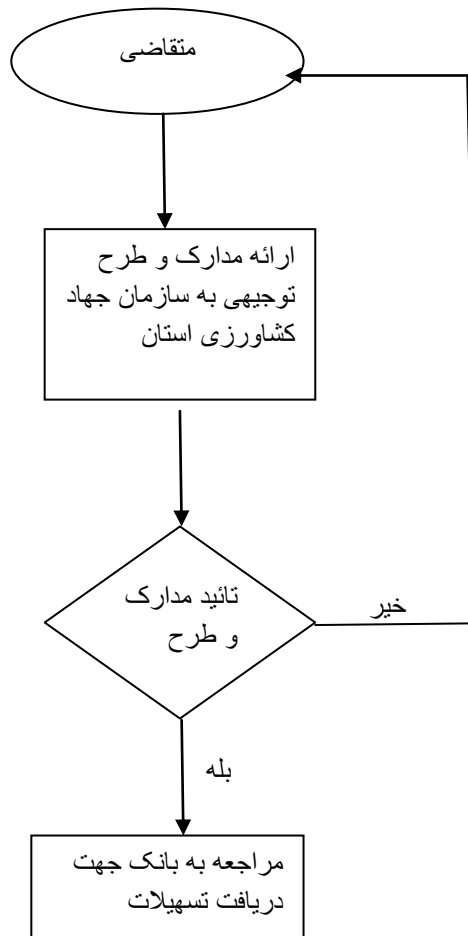 متقاضی
ارائه مدارک و طرح
توجیهی به سازمان جهاد
کشاورزی استان
تائید مدارک
و طرح
خیر
بله
مراجعه به بانک جهت
دریافت تسهیلات